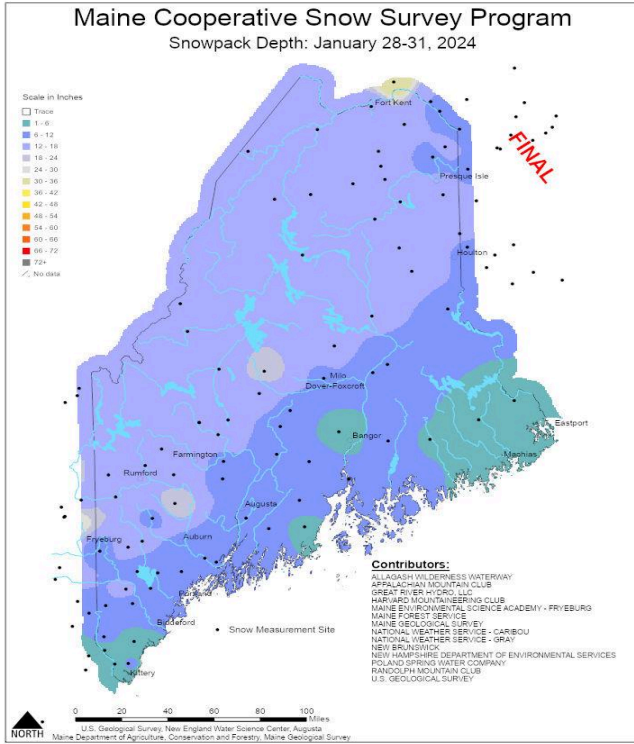 Maine Cooperative Snow Survey Program
Snowpack Depth: January 28-31, 2024
Scale in Inches
Trace
1 - 6
6 - 12
12 - 18
18 - 24
24 - 30
30 - 36
36 - 42
42 - 48
48 - 54
54 - 60
60 - 66
66 - 72
72+
No data
FINAL
Fort Kent
Presque Isle
Houlton
Milo
Dover-Foxcroft
Bangor
Eastport
Machias
Farmington
Rumford
Augusta
Fryeburg
Auburn
Portland
Biddeford
Kittery
Snow Measurement Site
Contributors:
ALLAGASH WILDERNESS WATERWAY
APPALACHIAN MOUNTAIN CLUB
GREAT RIVER HYDRO, LLC
HARVARD MOUNTAINEERING CLUB
MAINE ENVIRONMENTAL SCIENCE ACADEMY - FRYEBURG
MAINE FOREST SERVICE
MAINE GEOLOGICAL SURVEY
NATIONAL WEATHER SERVICE - CARIBOU
NATIONAL WEATHER SERVICE - GRAY
NEW BRUNSWICK
NEW HAMPSHIRE DEPARTMENT OF ENVIRONMENTAL SERVICES
POLAND SPRING WATER COMPANY
RANDOLPH MOUNTAIN CLUB
U.S. GEOLOGICAL SURVEY
0 20 40 60 80 100
Miles
NORTH
U.S. Geological Survey, New England Water Science Center, Augusta
Maine Department of Agriculture, Conservation and Forestry, Maine Geological Survey